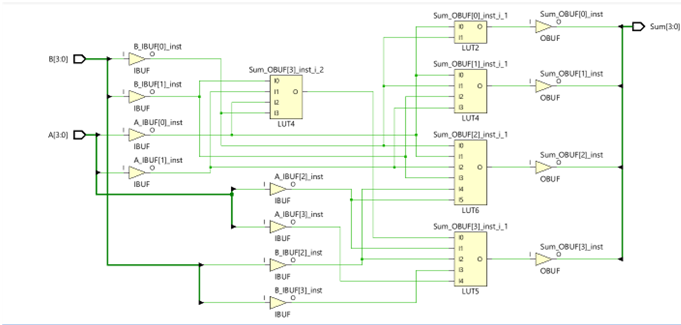 B[3:0]
A[3:0]
B_IBUF[0]_inst
I O
IBUF
B_IBUF[1]_inst
I O
IBUF
A_IBUF[0]_inst
I O
IBUF
A_IBUF[1]_inst
I O
IBUF
Sum_OBUF[3]_inst_i_2
I0
I1 O
I2
I3
LUT4
A_IBUF[2]_inst
I O
IBUF
A_IBUF[3]_inst
I O
IBUF
B_IBUF[2]_inst
I O
IBUF
B_IBUF[3]_inst
I O
IBUF
Sum_OBUF[0]_inst_i_1
I0 O
I1
LUT2
Sum_OBUF[1]_inst_i_1
I0
I1 O
I2
I3
LUT4
Sum_OBUF[2]_inst_i_1
I0
I1
I2 O
I3
I4
I5
LUT6
Sum_OBUF[3]_inst_i_1
I0
I1
I2 O
I3
I4
LUT5
Sum_OBUF[0]_inst
I O
OBUF
Sum_OBUF[1]_inst
I O
OBUF
Sum_OBUF[2]_inst
I O
OBUF
Sum_OBUF[3]_inst
I O
OBUF
Sum[3:0]